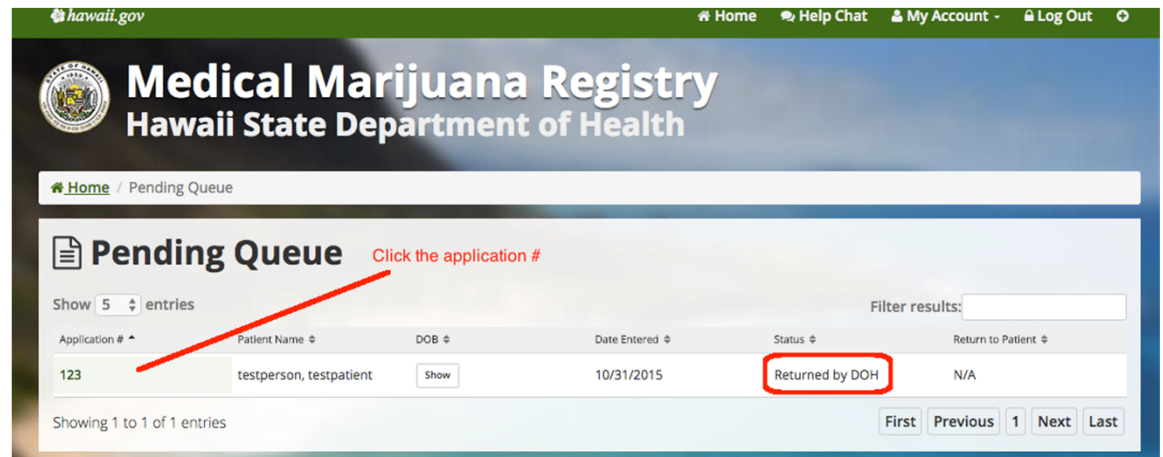 hawaii.gov Home Help Chat My Account Log Out
Medical Marijuana Registry
Hawaii State Department of Health
Home / Pending Queue
Pending Queue Click the application #
Show 5 entries Filter results:
Application # Patient Name DOB Date Entered Status Return to Patient
123 testperson, testpatient Show 10/31/2015 Returned by DOH N/A
Showing 1 to 1 of 1 entries First Previous 1 Next Last